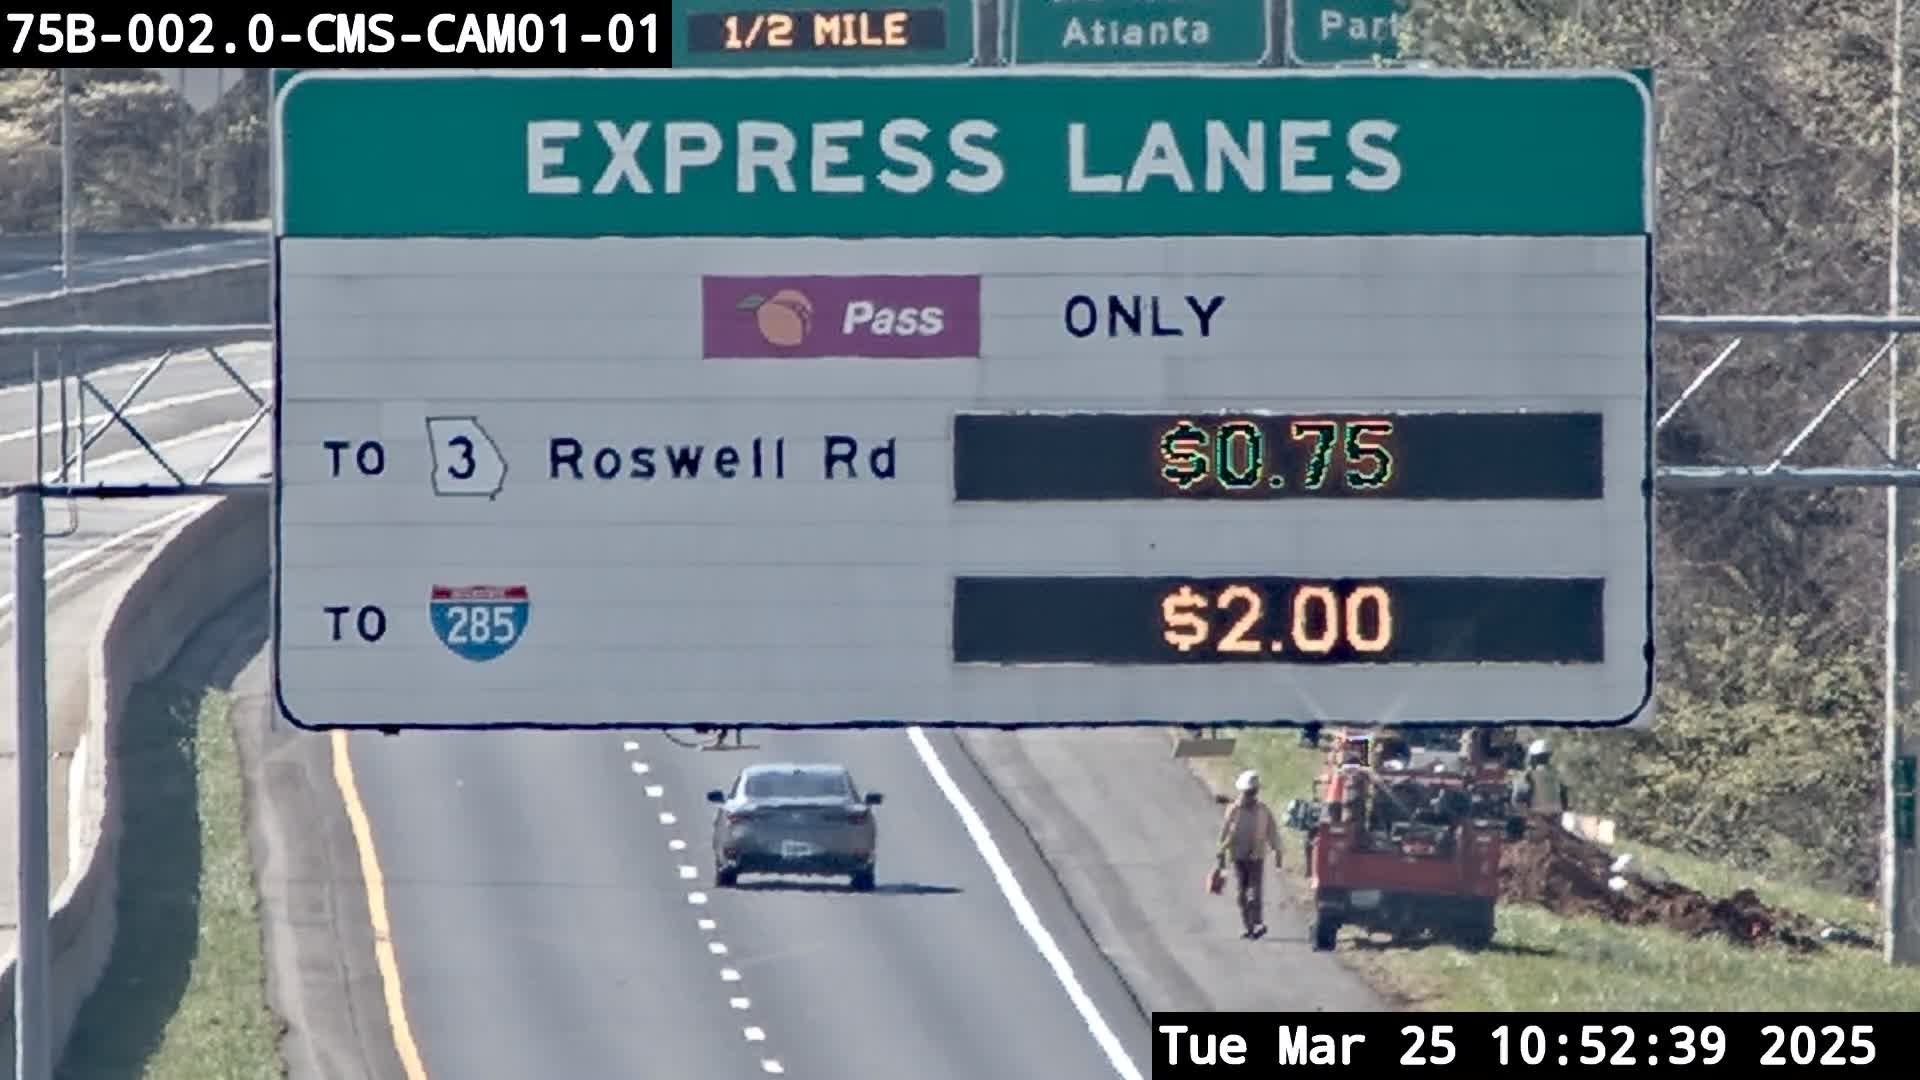 75B-002.0-CMS-CAM01-01
1/2 MILE
Atlanta
EXPRESS LANES
Pass ONLY
TO 3 Roswell Rd $0.75
TO 285 $2.00
Tue Mar 25 10:52:39 2025